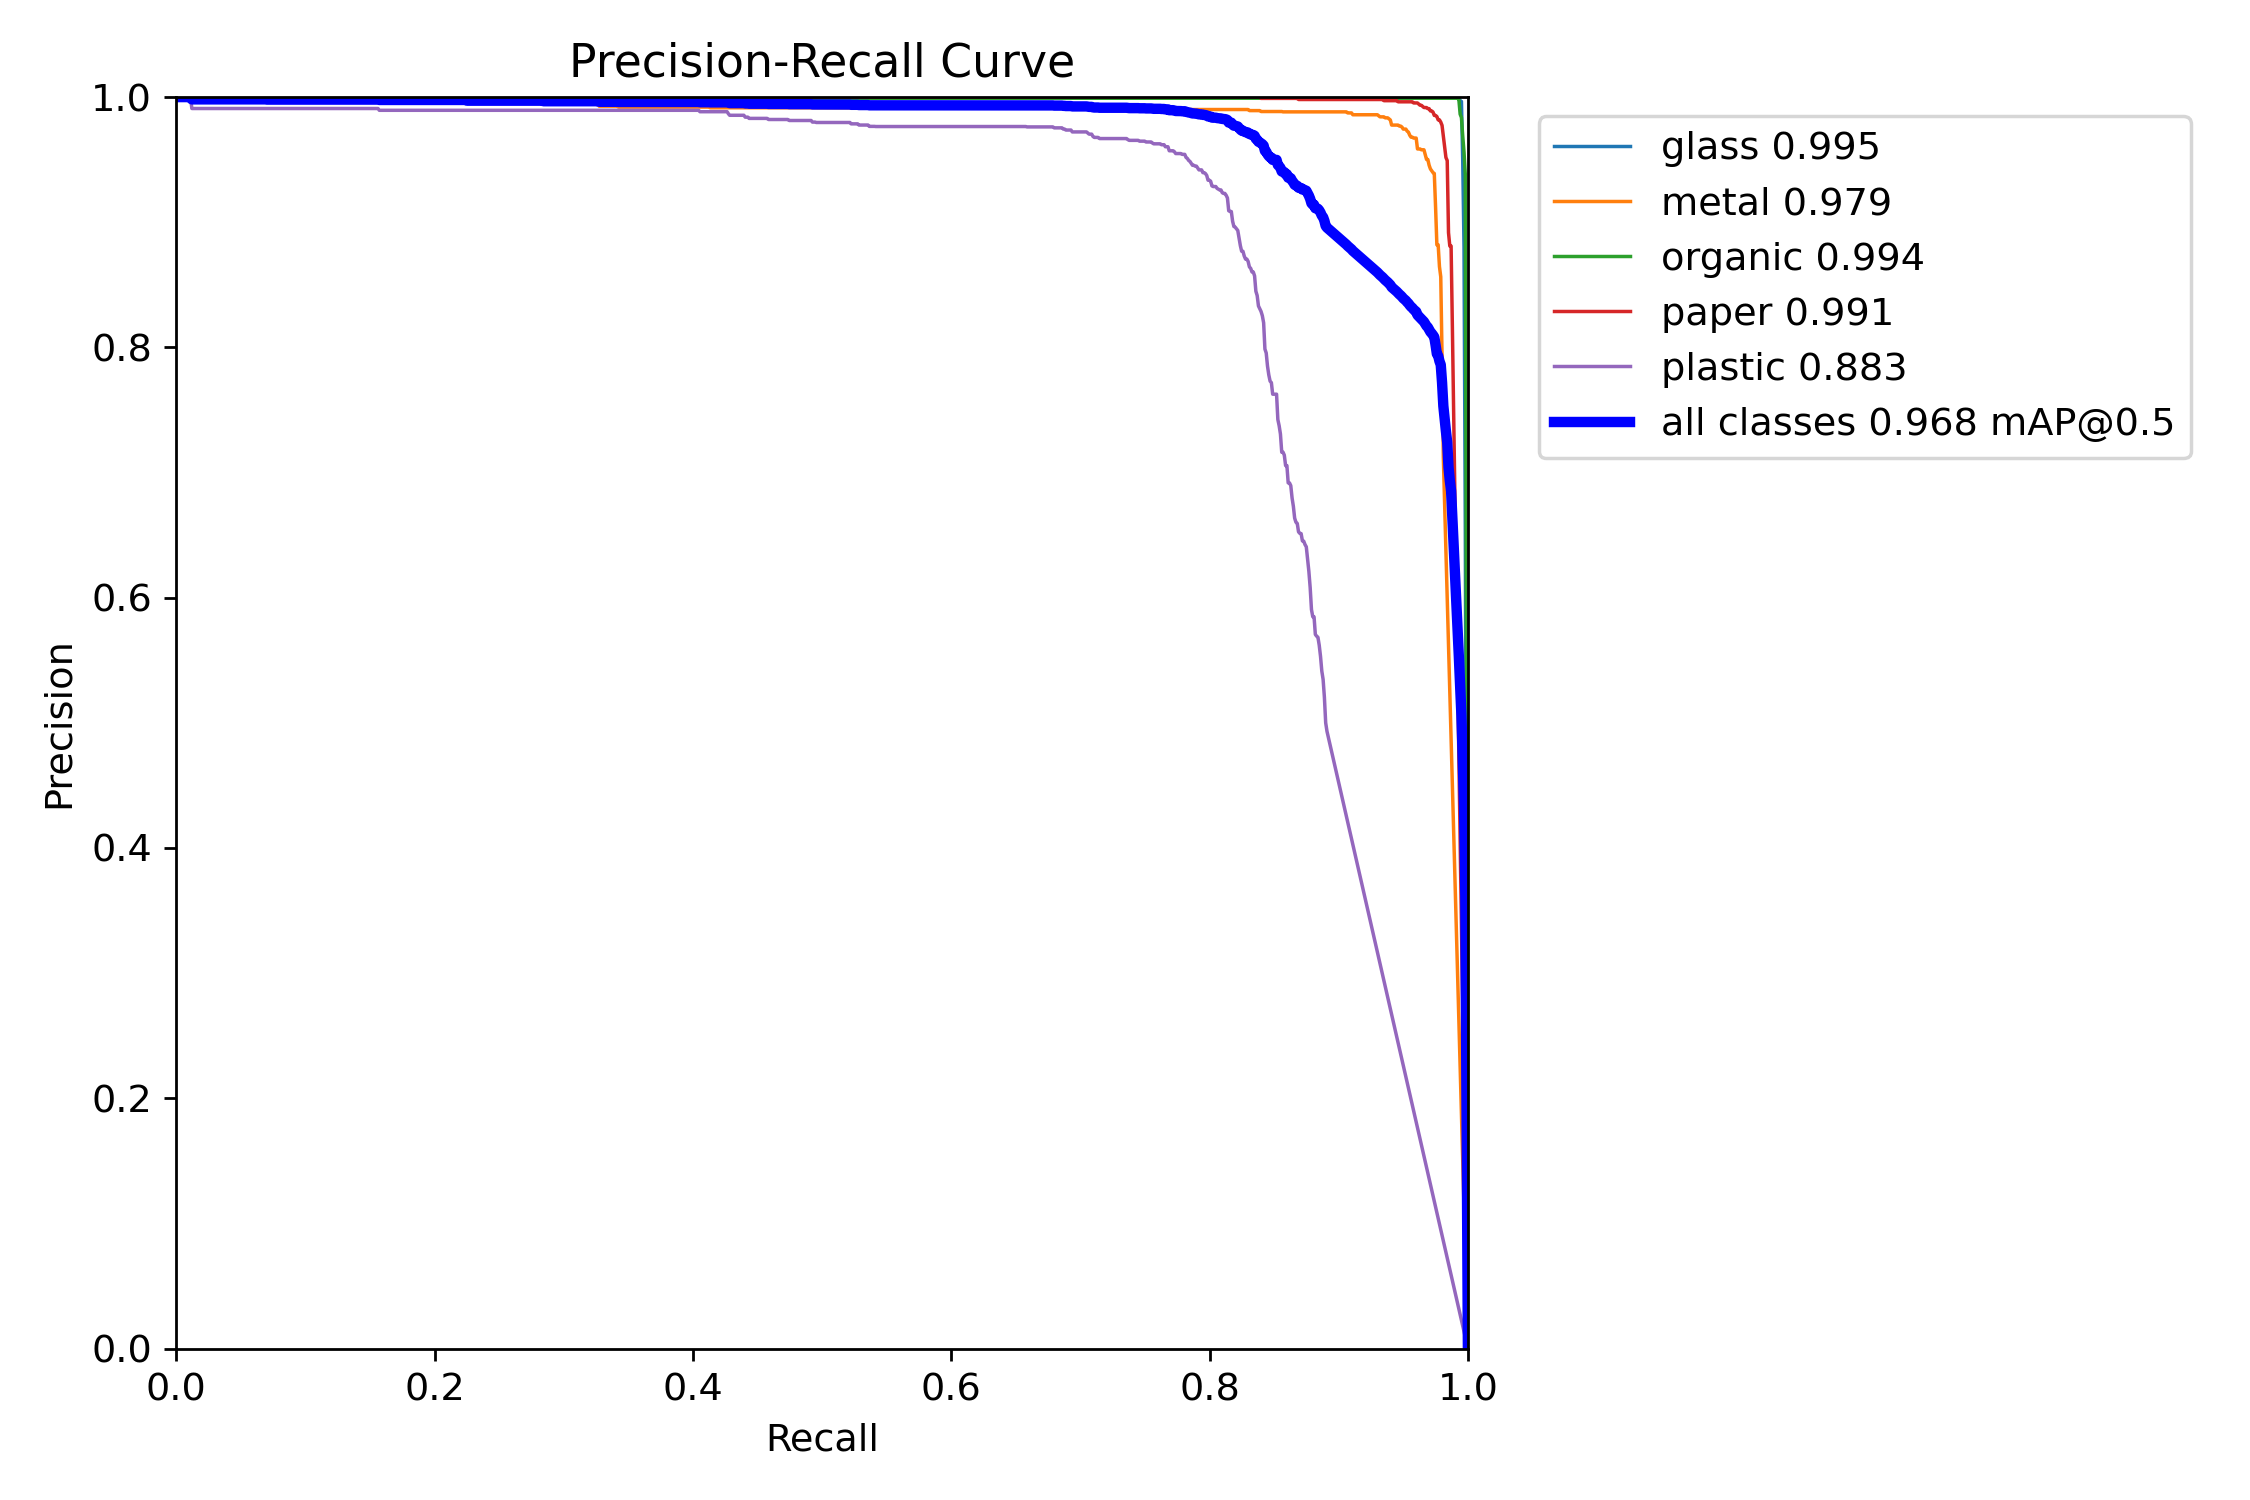 Precision-Recall Curve
1.0
0.8
0.6
0.4
0.2
0.0
Precision
0.0 0.2 0.4 0.6 0.8 1.0
Recall
glass 0.995
metal 0.979
organic 0.994
paper 0.991
plastic 0.883
all classes 0.968 mAP@0.5